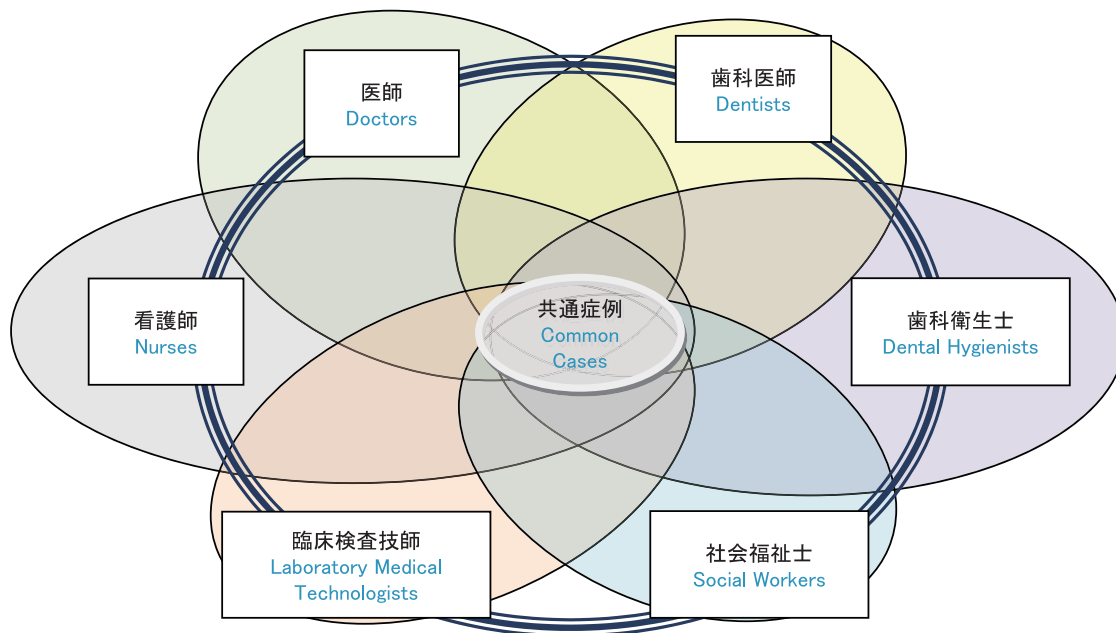 医師
Doctors
歯科医師
Dentists
看護師
Nurses
共通症例
Common
Cases
歯科衛生士
Dental Hygienists
臨床検査技師
Laboratory Medical
Technologists
社会福祉士
Social Workers